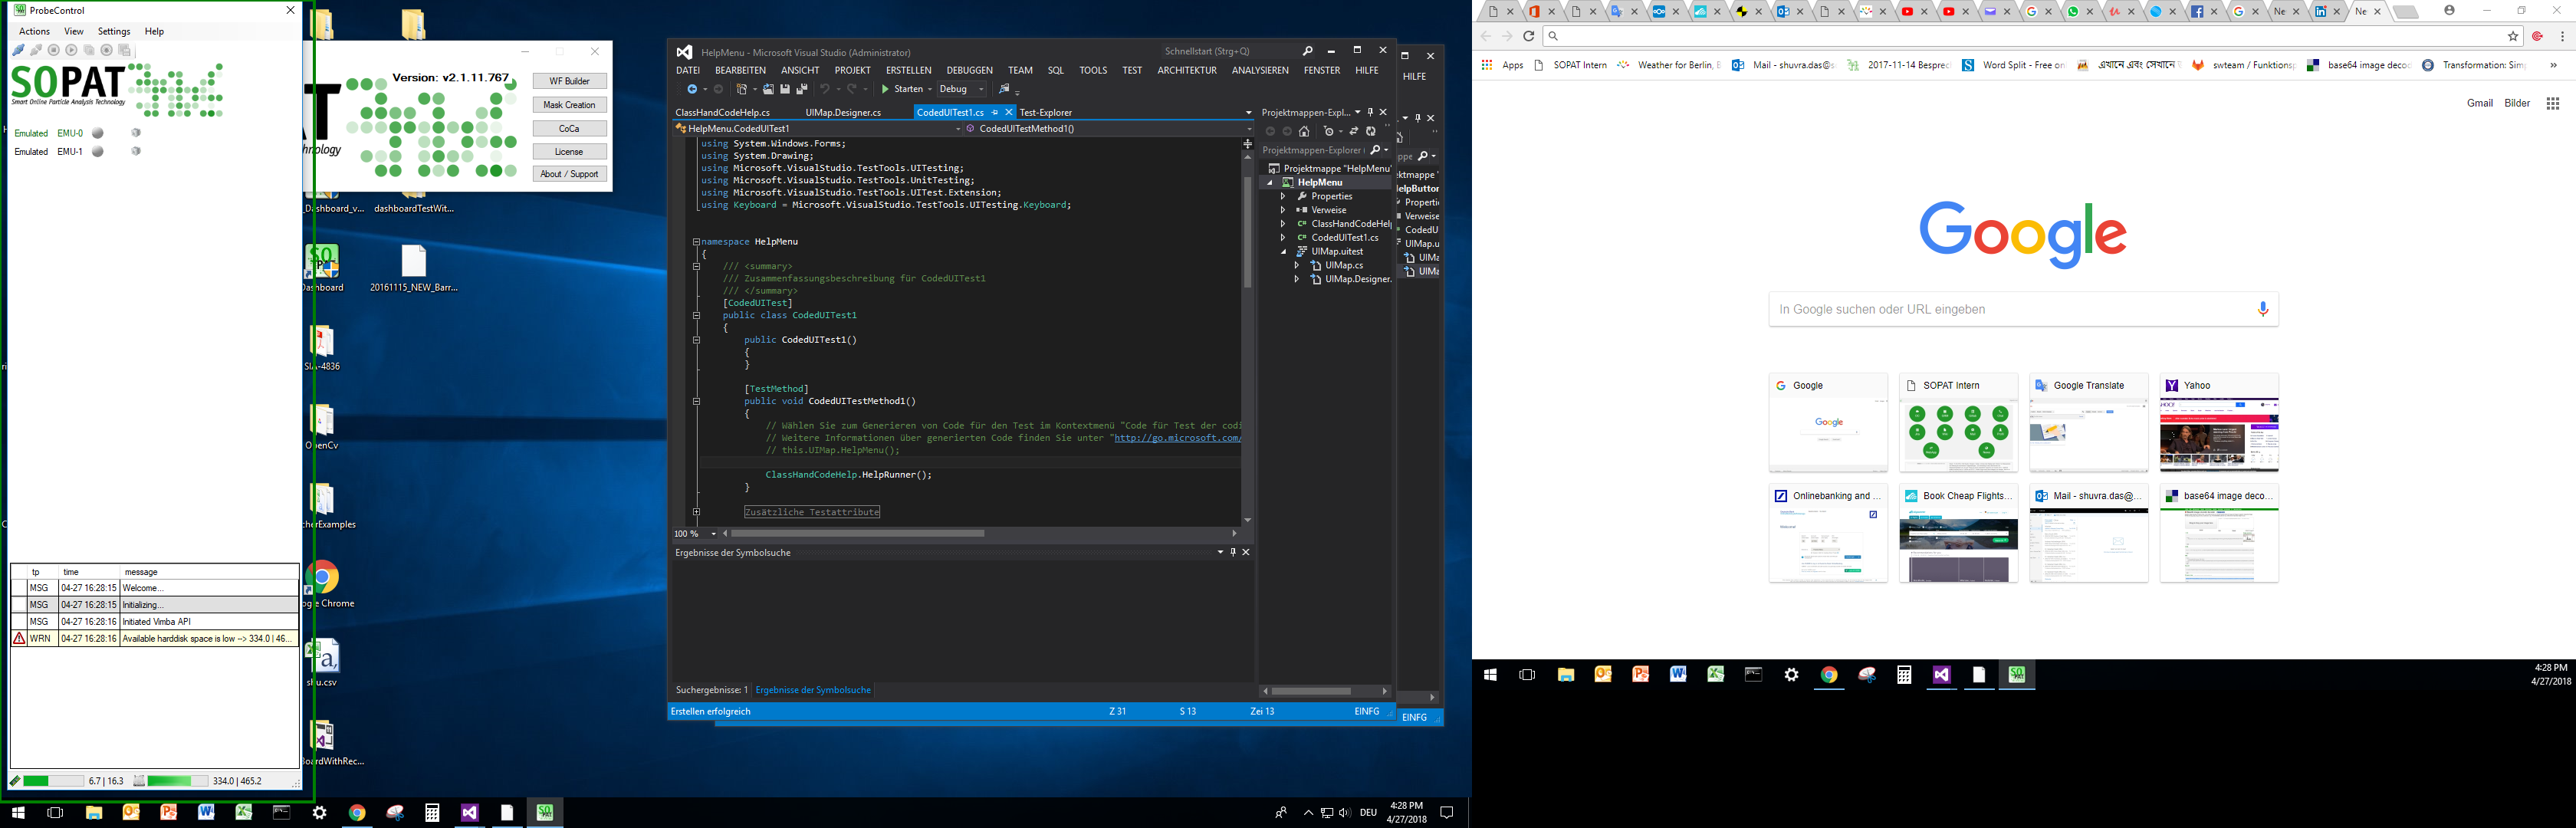 ProbeControl
Actions View Settings Help
SOPAT
Smart Online Particle Analysis Technology
Emulated EMU-0
Emulated EMU-1
tp time message
MSG 04-27 16:28:15 Welcome...
MSG 04-27 16:28:15 Initializing...
MSG 04-27 16:28:16 Initiated Vimba API
WRN 04-27 16:28:16 Available harddisk space is low --> 334.0 | 46...
6.7 | 16.3 334.0 | 465.2
Version: v2.1.11.767
WF Builder
Mask Creation
CoCa
License
About / Support
_Dashboard_v...
dashboardTestWit...
Dashboard
20161115_NEW_Barr...
SIA-4836
OpenCv
cherExamples
ogle Chrome
shu.csv
BoardWithRec...
HelpMenu - Microsoft Visual Studio (Administrator)
Schnellstart (Strg+Q)
DATEI BEARBEITEN ANSICHT PROJEKT ERSTELLEN DEBUGGEN TEAM SQL TOOLS TEST ARCHITEKTUR ANALYSIEREN FENSTER HILFE
HILFE
Starten Debug
ClassHandCodeHelp.cs UIMap.Designer.cs CodedUITest1.cs Test-Explorer
HelpMenu.CodedUITest1 CodedUITestMethod1()
using System.Windows.Forms;
using System.Drawing;
using Microsoft.VisualStudio.TestTools.UITesting;
using Microsoft.VisualStudio.TestTools.UnitTesting;
using Microsoft.VisualStudio.TestTools.UITest.Extension;
using Keyboard = Microsoft.VisualStudio.TestTools.UITesting.Keyboard;
namespace HelpMenu
{
/// <summary>
/// Zusammenfassungsbeschreibung für CodedUITest1
/// </summary>
[CodedUITest]
public class CodedUITest1
{
public CodedUITest1()
{
}
[TestMethod]
public void CodedUITestMethod1()
{
// Wählen Sie zum Generieren von Code für den Test im Kontextmenü "Code für Test der codi
// Weitere Informationen über generierten Code finden Sie unter "http://go.microsoft.com/
// this.UIMap.HelpMenu();
ClassHandCodeHelp.HelpRunner();
}
Zusätzliche Testattribute
100 %
Ergebnisse der Symbolsuche
Suchergebnisse: 1 Ergebnisse der Symbolsuche
Erstellen erfolgreich Z 31 S 13 Zei 13 EINFG
EINFG
Projektmappen-Expl...
Projektmappen-Explorer
Projektmappe "HelpMenu"
HelpMenu
Properties
Verweise
ClassHandCodeHelp
CodedUITest1.cs
UIMap.uitest
UIMap.cs
UIMap.Designer.
DEU
4:28 PM
4/27/2018
Apps SOPAT Intern Weather for Berlin, B Mail - shuvra.das@s 2017-11-14 Besprec Word Split - Free on এখানে এবং সেখানে swteam / Funktions base64 image decod Transformation: Sim
Gmail Bilder
Google
In Google suchen oder URL eingeben
Google SOPAT Intern Google Translate Yahoo
Onlinebanking and ... Book Cheap Flights... Mail - shuvra.das@... base64 image deco...
4:28 PM
4/27/2018